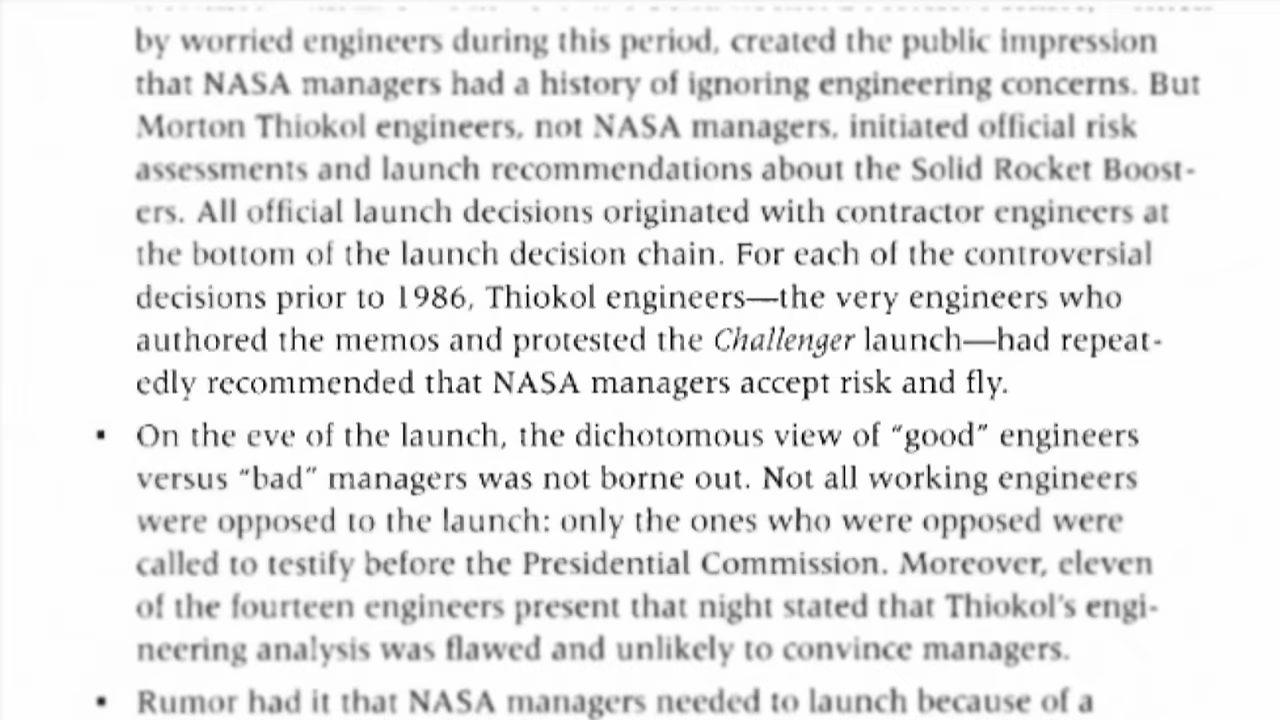 by worried engineers during this period, created the public impression
that NASA managers had a history of ignoring engineering concerns. But
Morton Thiokol engineers, not NASA managers, initiated official risk
assessments and launch recommendations about the Solid Rocket Boost-
ers. All official launch decisions originated with contractor engineers at
the bottom of the launch decision chain. For each of the controversial
decisions prior to 1986, Thiokol engineers—the very engineers who
authored the memos and protested the Challenger launch—had repeat-
edly recommended that NASA managers accept risk and fly.
▪ On the eve of the launch, the dichotomous view of “good” engineers
versus “bad” managers was not borne out. Not all working engineers
were opposed to the launch: only the ones who were opposed were
called to testify before the Presidential Commission. Moreover, eleven
of the fourteen engineers present that night stated that Thiokol’s engi-
neering analysis was flawed and unlikely to convince managers.
▪ Rumor had it that NASA managers needed to launch because of a